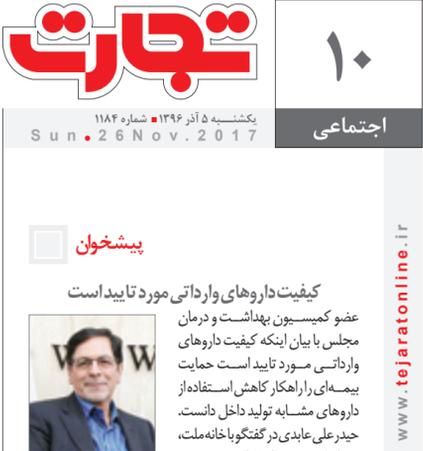 تجارت
۱۰
اجتماعی
یکشنبه ۵ آذر ۱۳۹۶ ■ شماره ۱۱۸۴
Sun.26Nov.2017
پیشخوان
کیفیت داروهای وارداتی مورد تایید است
عضو کمیسیون بهداشت و درمان
مجلس با بیان اینکه کیفیت داروهای
وارداتی مورد تایید است حمایت
بیمه‌ای را راهکار کاهش استفاده از
داروهای مشابه تولید داخل دانست.
حیدرعلی عابدی در گفتگو با خانه ملت،
W W
www.tejaratonline.ir